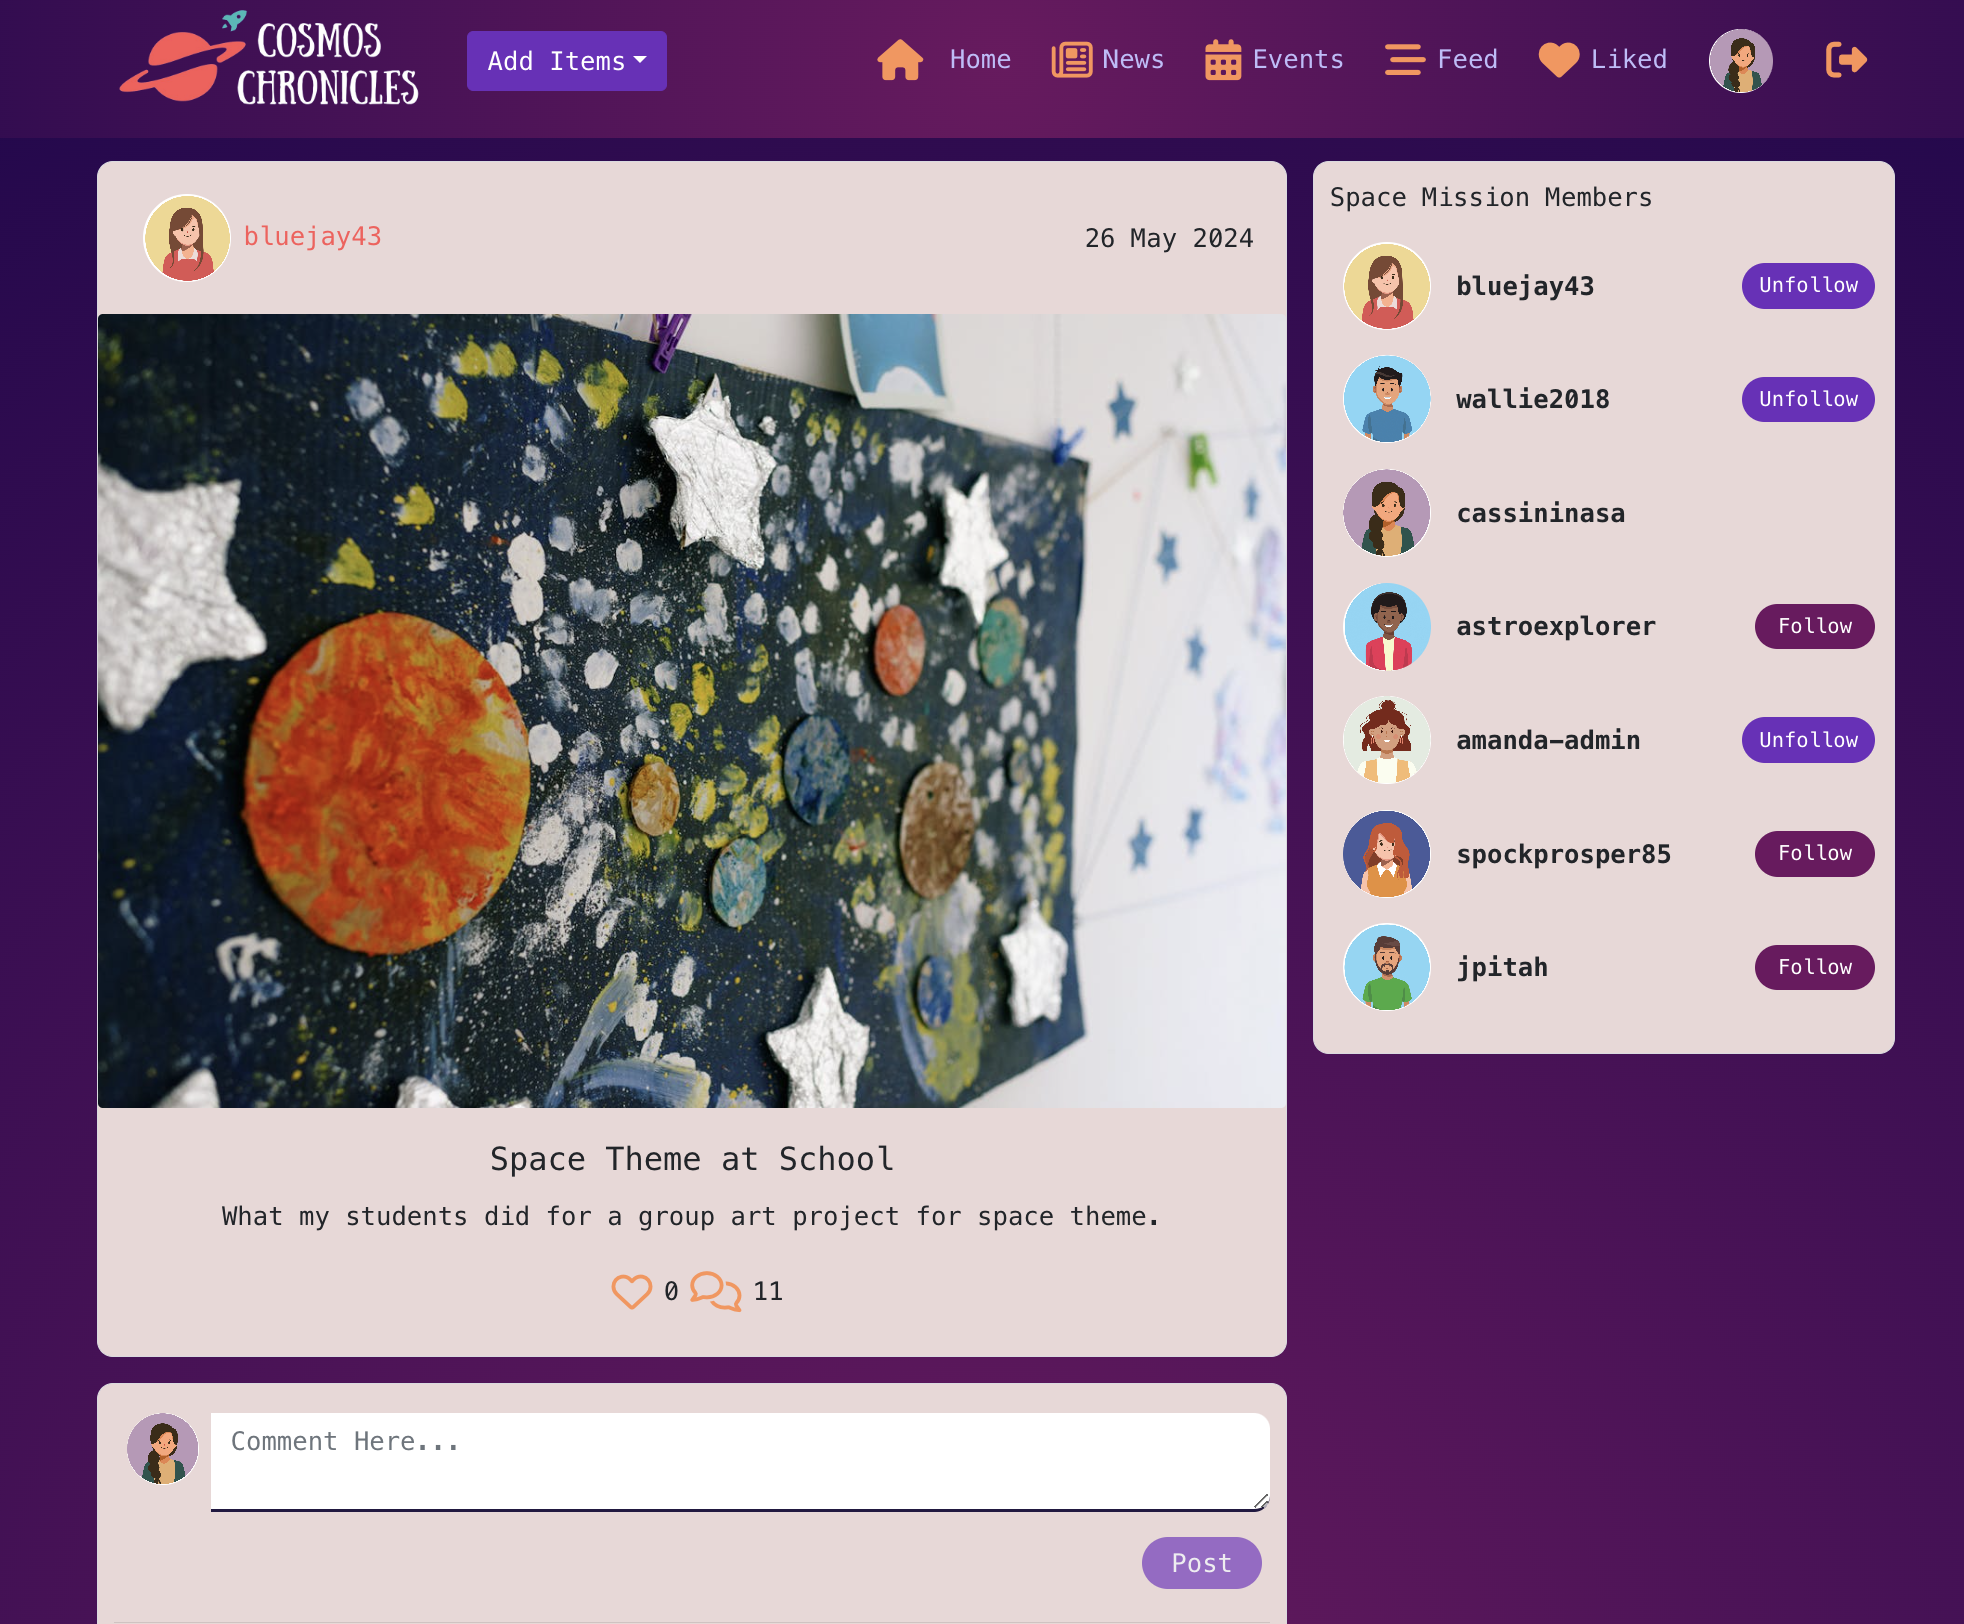 COSMOS
CHRONICLES
Add Items
Home
News
Events
Feed
Liked
bluejay43
26 May 2024
Space Theme at School
What my students did for a group art project for space theme.
0
11
Comment Here...
Post
Space Mission Members
bluejay43
Unfollow
wallie2018
Unfollow
cassininasa
astroexplorer
Follow
amanda-admin
Unfollow
spockprosper85
Follow
jpitah
Follow